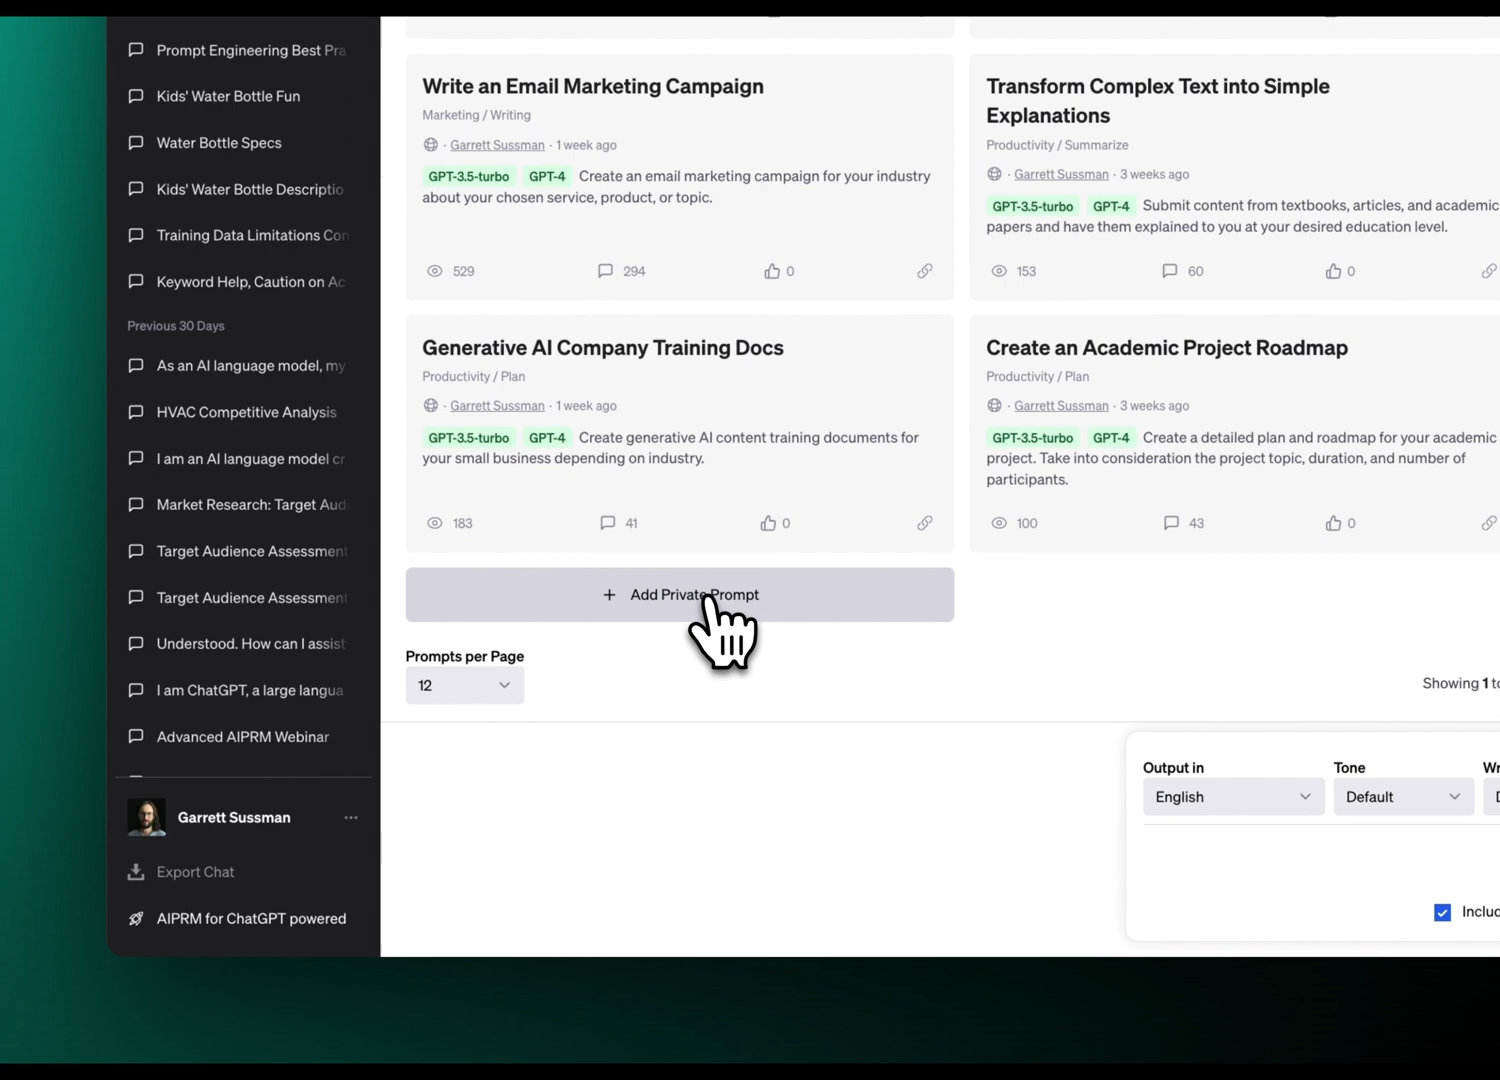 Prompt Engineering Best Pra
Kids' Water Bottle Fun
Water Bottle Specs
Kids' Water Bottle Descriptio
Training Data Limitations Con
Keyword Help, Caution on Ac
Previous 30 Days
As an AI language model, my
HVAC Competitive Analysis
I am an AI language model cr
Market Research: Target Aud
Target Audience Assessment
Target Audience Assessment
Understood. How can I assist
I am ChatGPT, a large langua
Advanced AIPRM Webinar
Garrett Sussman
Export Chat
AIPRM for ChatGPT powered
Write an Email Marketing Campaign
Marketing / Writing
· Garrett Sussman · 1 week ago
GPT-3.5-turbo GPT-4 Create an email marketing campaign for your industry
about your chosen service, product, or topic.
529 294 0
Transform Complex Text into Simple
Explanations
Productivity / Summarize
· Garrett Sussman · 3 weeks ago
GPT-3.5-turbo GPT-4 Submit content from textbooks, articles, and academic
papers and have them explained to you at your desired education level.
153 60 0
Generative AI Company Training Docs
Productivity / Plan
· Garrett Sussman · 1 week ago
GPT-3.5-turbo GPT-4 Create generative AI content training documents for
your small business depending on industry.
183 41 0
Create an Academic Project Roadmap
Productivity / Plan
· Garrett Sussman · 3 weeks ago
GPT-3.5-turbo GPT-4 Create a detailed plan and roadmap for your academic
project. Take into consideration the project topic, duration, and number of
participants.
100 43 0
+ Add Private Prompt
Prompts per Page
12
Showing 1 to
Output in
English
Tone
Default
Wr
D
Includ